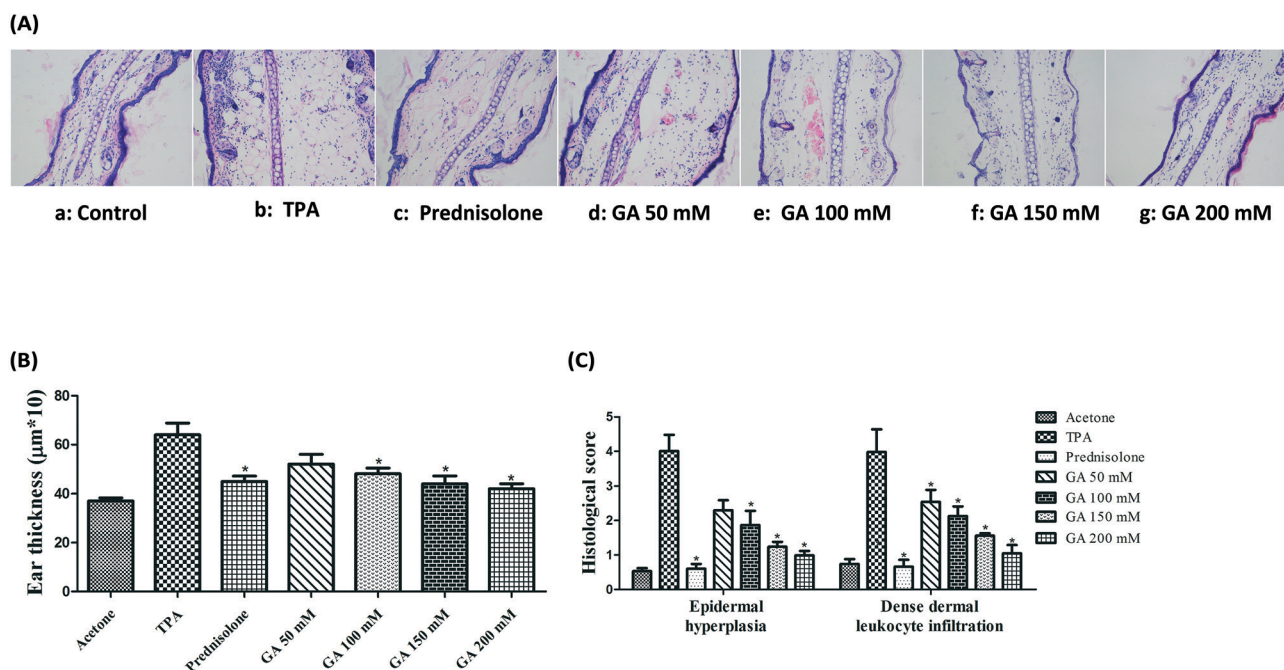 (A)
a: Control
b: TPA
c: Prednisolone
d: GA 50 mM
e: GA 100 mM
f: GA 150 mM
g: GA 200 mM
(B)
Ear thickness (µm*10)
80
60
40
20
0
*
*
*
*
Acetone
TPA
Prednisolone
GA 50 mM
GA 100 mM
GA 150 mM
GA 200 mM
(C)
Histological score
5
4
3
2
1
0
*
*
*
*
*
*
*
*
*
Epidermal
hyperplasia
Dense dermal
leukocyte infiltration
Acetone
TPA
Prednisolone
GA 50 mM
GA 100 mM
GA 150 mM
GA 200 mM